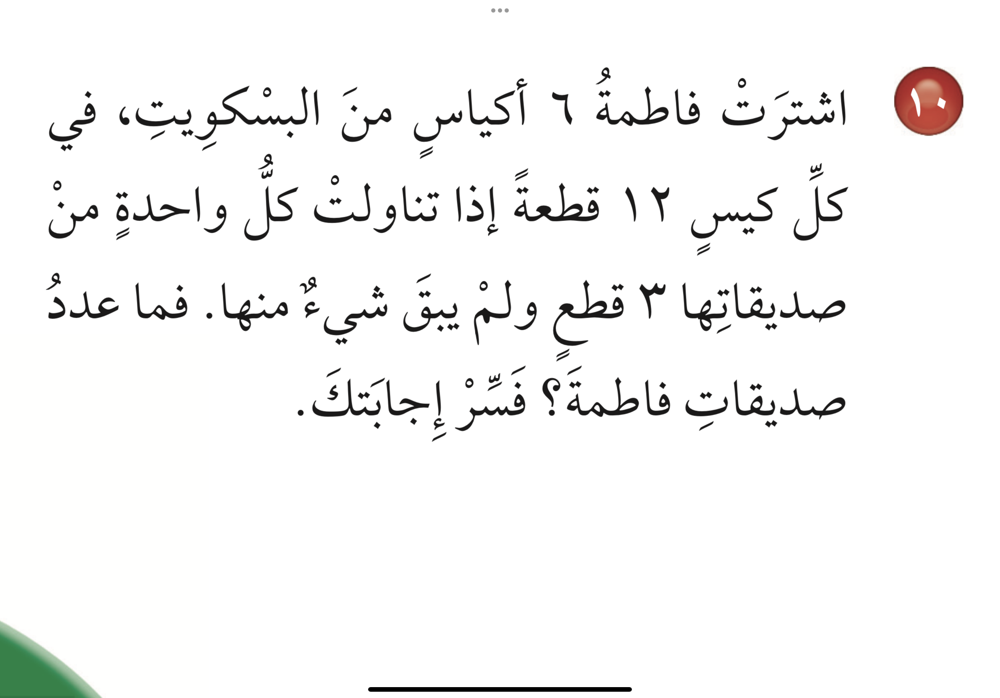 ١٠
اشترَتْ فاطمةُ ٦ أكياسٍ منَ البسْكوِيتِ، في
كلِّ كيسٍ ١٢ قطعةً إذا تناولتْ كلُّ واحدةٍ منْ
صديقاتِها ٣ قطعٍ ولمْ يبقَ شيءٌ منها. فما عددُ
صديقاتِ فاطمةَ؟ فَسِّرْ إِجابَتكَ.